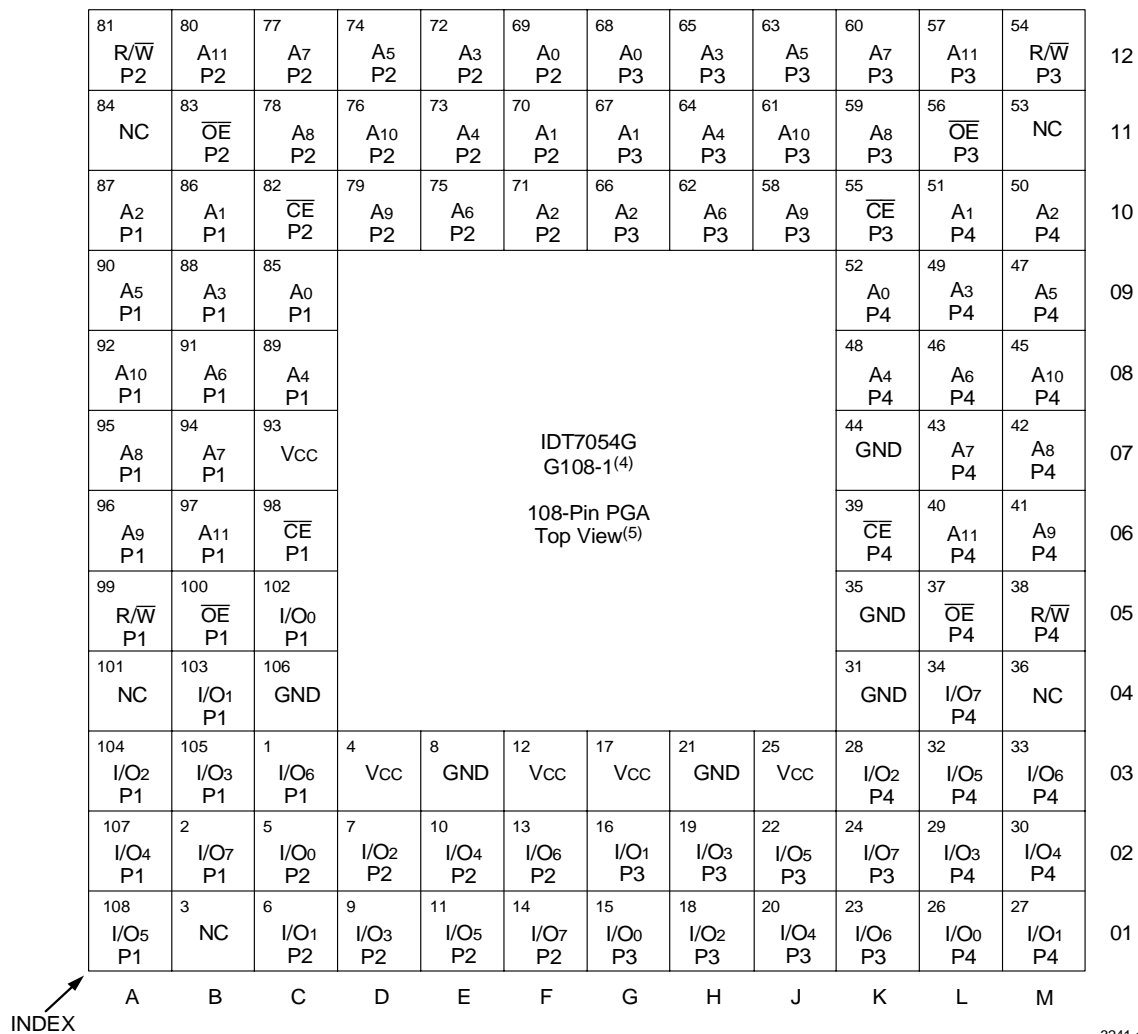 81 80 77 74 72 69 68 65 63 60 57 54
R/W̅ A11 A7 A5 A3 A0 A0 A3 A5 A7 A11 R/W̅ 12
P2 P2 P2 P2 P2 P2 P3 P3 P3 P3 P3 P3
84 83 78 76 73 70 67 64 61 59 56 53
NC O̅E̅ A8 A10 A4 A1 A1 A4 A10 A8 O̅E̅ NC 11
P2 P2 P2 P2 P2 P3 P3 P3 P3 P3
87 86 82 79 75 71 66 62 58 55 51 50
A2 A1 C̅E̅ A9 A6 A2 A2 A6 A9 C̅E̅ A1 A2 10
P1 P1 P2 P2 P2 P2 P3 P3 P3 P3 P4 P4
90 88 85 52 49 47
A5 A3 A0 A0 A3 A5 09
P1 P1 P1 P4 P4 P4
92 91 89 48 46 45
A10 A6 A4 A4 A6 A10 08
P1 P1 P1 P4 P4 P4
95 94 93 44 43 42
A8 A7 VCC GND A7 A8 07
P1 P1 P4 P4
IDT7054G
G108-1(4)
108-Pin PGA
Top View(5)
96 97 98 39 40 41
A9 A11 C̅E̅ C̅E̅ A11 A9 06
P1 P1 P1 P4 P4 P4
99 100 102 35 37 38
R/W̅ O̅E̅ I/O0 GND O̅E̅ R/W̅ 05
P1 P1 P1 P4 P4
101 103 106 31 34 36
NC I/O1 GND GND I/O7 NC 04
P1 P4
104 105 1 4 8 12 17 21 25 28 32 33
I/O2 I/O3 I/O6 VCC GND VCC VCC GND VCC I/O2 I/O5 I/O6 03
P1 P1 P1 P4 P4 P4
107 2 5 7 10 13 16 19 22 24 29 30
I/O4 I/O7 I/O0 I/O2 I/O4 I/O6 I/O1 I/O3 I/O5 I/O7 I/O3 I/O4 02
P1 P1 P2 P2 P2 P2 P3 P3 P3 P3 P4 P4
108 3 6 9 11 14 15 18 20 23 26 27
I/O5 NC I/O1 I/O3 I/O5 I/O7 I/O0 I/O2 I/O4 I/O6 I/O0 I/O1 01
P1 P2 P2 P2 P2 P3 P3 P3 P3 P4 P4
A B C D E F G H J K L M
INDEX